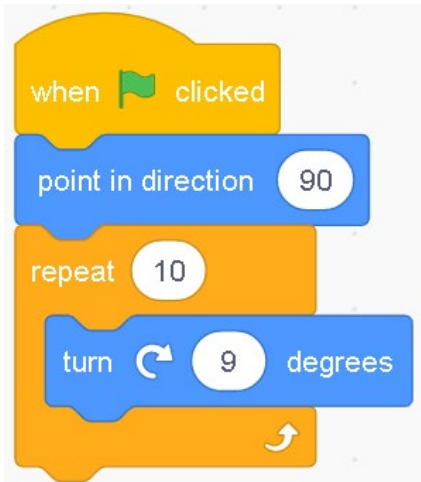 when clicked
point in direction 90
repeat 10
turn 9 degrees